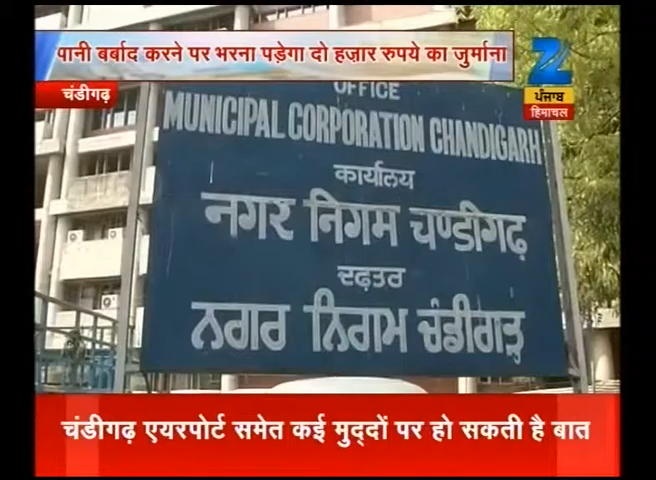 पानी बर्बाद करने पर भरना पड़ेगा दो हज़ार रुपये का जुर्माना
चंडीगढ़
ਪੰਜਾਬ
हिमाचल
OFFICE
MUNICIPAL CORPORATION CHANDIGARH
कार्यालय
नगर निगम चण्डीगढ़
ਦਫ਼ਤਰ
ਨਗਰ ਨਿਗਮ ਚੰਡੀਗੜ੍ਹ
चंडीगढ़ एयरपोर्ट समेत कई मुद्दों पर हो सकती है बात